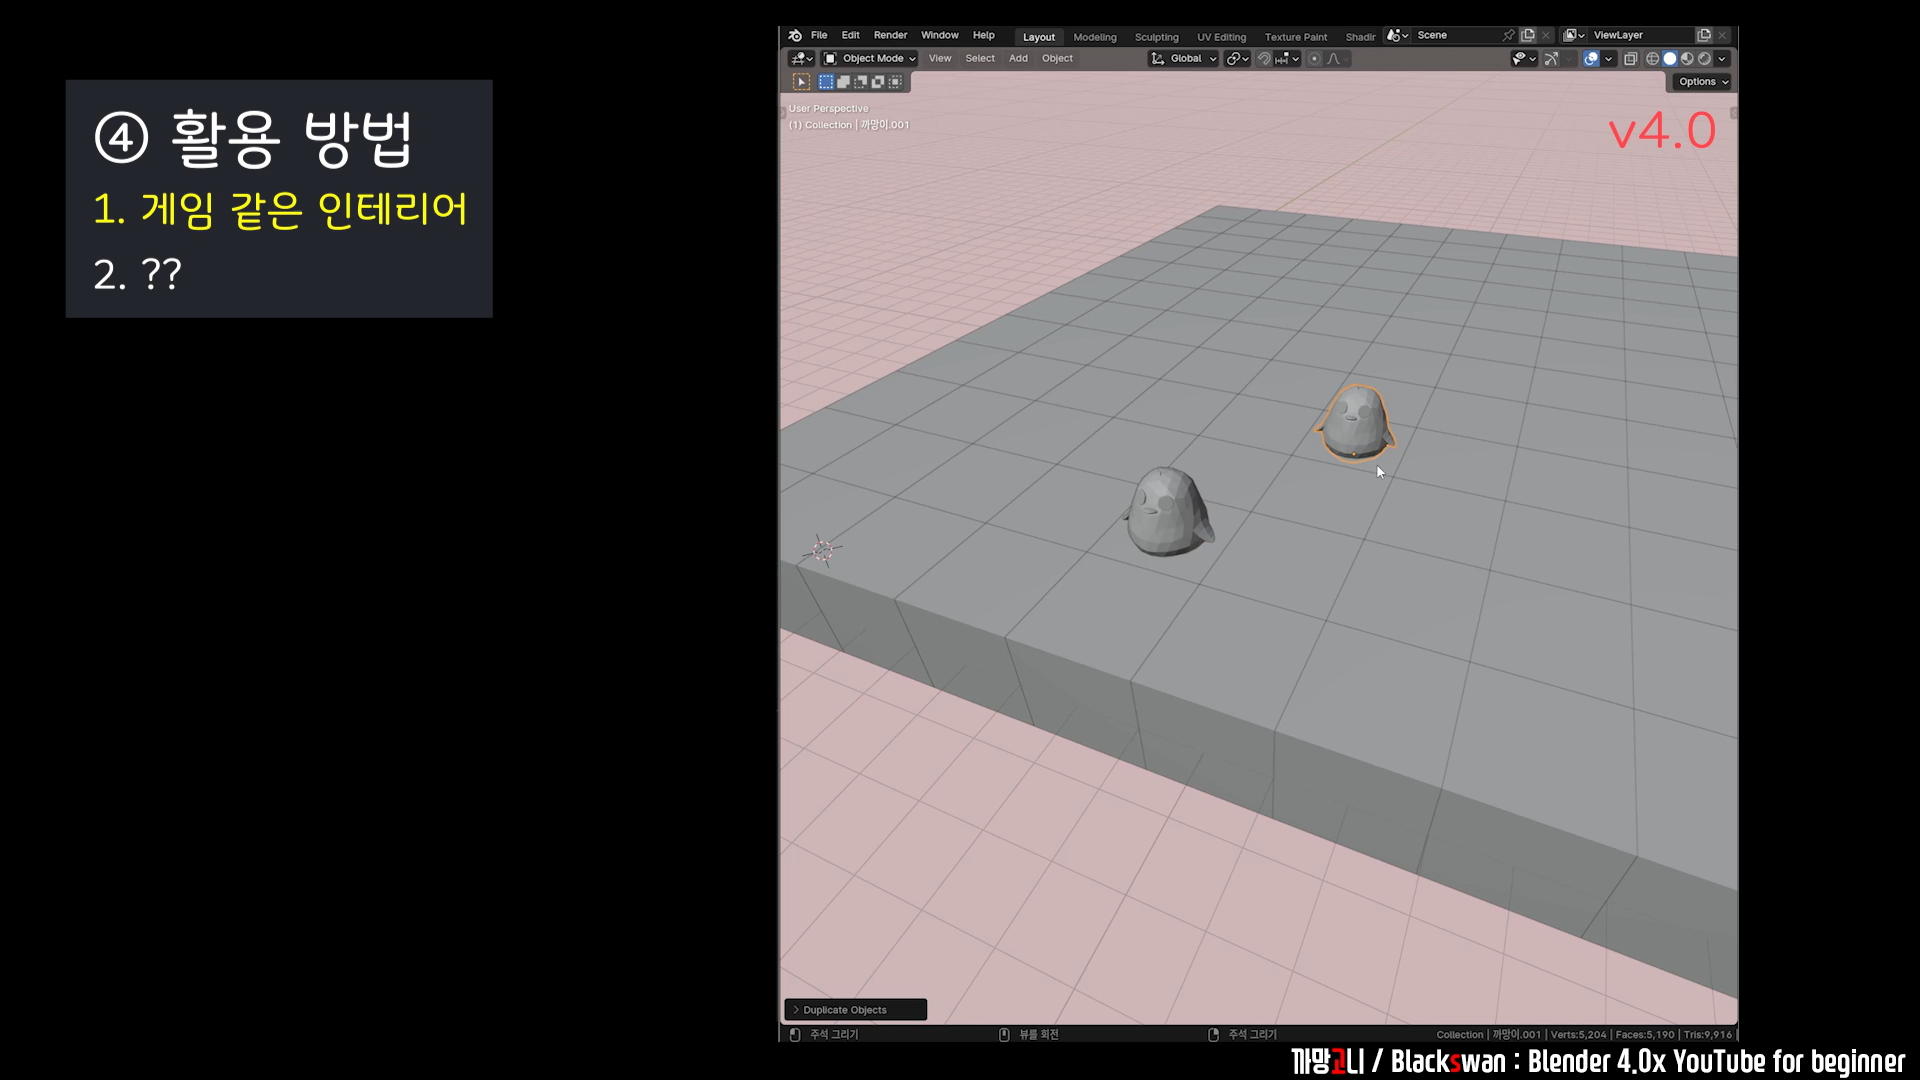 ④ 활용 방법
1. 게임 같은 인테리어
2. ??
File Edit Render Window Help Layout Modeling Sculpting UV Editing Texture Paint Shadir Scene ViewLayer
Object Mode View Select Add Object Global
Options
User Perspective
(1) Collection | 까망이.001
v4.0
Duplicate Objects
주석 그리기 뷰를 회전 주석 그리기 Collection | 까망이.001 | Verts:5,204 | Faces:5,190 | Tris:9,916
까망고니 / Blackswan : Blender 4.0x YouTube for beginner